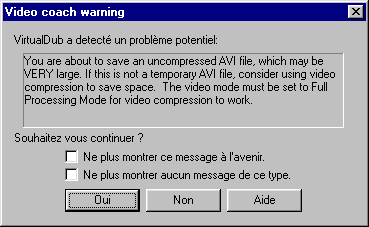 Video coach warning
VirtualDub a detecté un problème potentiel:
You are about to save an uncompressed AVI file, which may be
VERY large. If this is not a temporary AVI file, consider using video
compression to save space.  The video mode must be set to Full
Processing Mode for video compression to work.
Souhaitez vous continuer ?
Ne plus montrer ce message à l'avenir.
Ne plus montrer aucun message de ce type.
Oui Non Aide